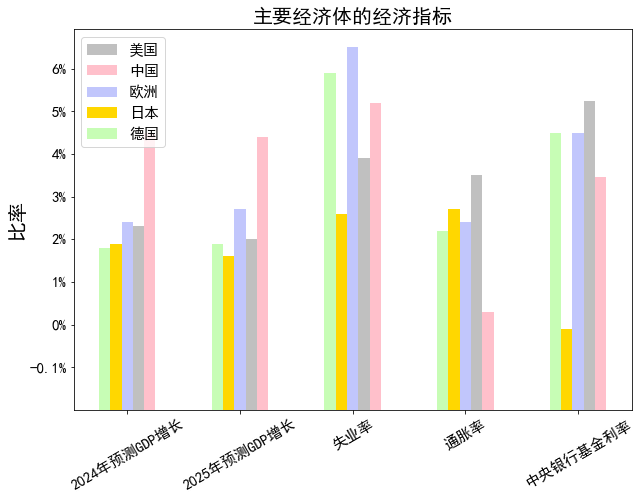 主要经济体的经济指标
美国
中国
欧洲
日本
德国
6%
5%
4%
3%
2%
1%
0%
-0.1%
比率
2024年预测GDP增长
2025年预测GDP增长
失业率
通胀率
中央银行基金利率